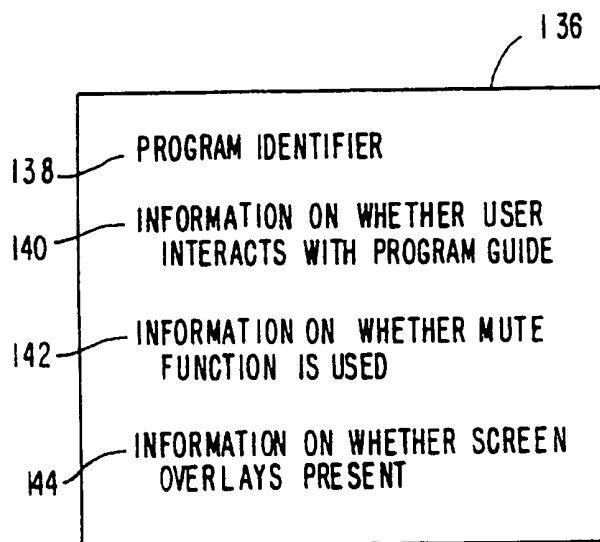 136
138 PROGRAM IDENTIFIER
140 INFORMATION ON WHETHER USER
INTERACTS WITH PROGRAM GUIDE
142 INFORMATION ON WHETHER MUTE
FUNCTION IS USED
144 INFORMATION ON WHETHER SCREEN
OVERLAYS PRESENT